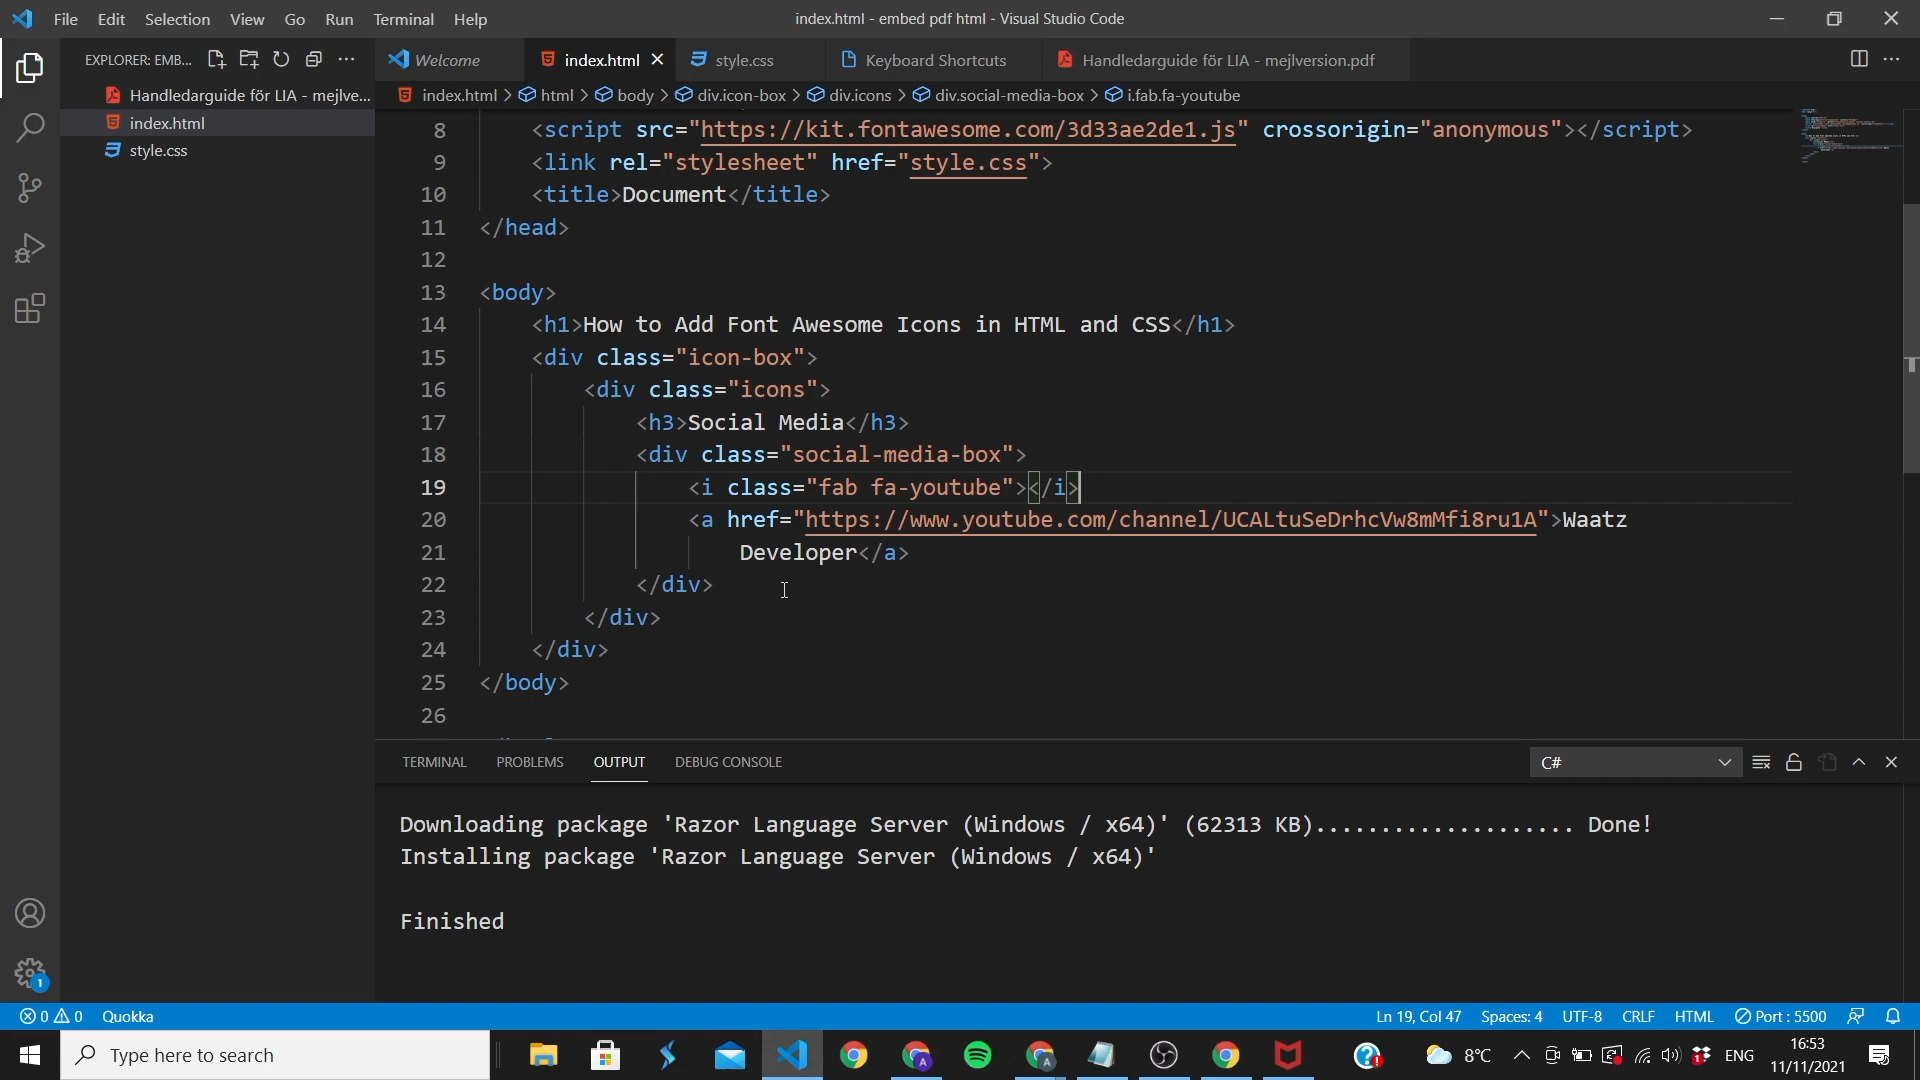 File Edit Selection View Go Run Terminal Help
index.html - embed pdf html - Visual Studio Code
EXPLORER: EMB...
Welcome
index.html
style.css
Keyboard Shortcuts
Handledarguide för LIA - mejlversion.pdf
Handledarguide för LIA - mejlve...
index.html
style.css
index.html > html > body > div.icon-box > div.icons > div.social-media-box > i.fab.fa-youtube
8 <script src="https://kit.fontawesome.com/3d33ae2de1.js" crossorigin="anonymous"></script>
9 <link rel="stylesheet" href="style.css">
10 <title>Document</title>
11 </head>
12
13 <body>
14 <h1>How to Add Font Awesome Icons in HTML and CSS</h1>
15 <div class="icon-box">
16 <div class="icons">
17 <h3>Social Media</h3>
18 <div class="social-media-box">
19 <i class="fab fa-youtube"></i>
20 <a href="https://www.youtube.com/channel/UCALtuSeDrhcVw8mMfi8ru1A">Waatz
21 Developer</a>
22 </div>
23 </div>
24 </div>
25 </body>
26
TERMINAL PROBLEMS OUTPUT DEBUG CONSOLE
C#
Downloading package 'Razor Language Server (Windows / x64)' (62313 KB).................... Done!
Installing package 'Razor Language Server (Windows / x64)'
Finished
1
0 0 Quokka
Ln 19, Col 47 Spaces: 4 UTF-8 CRLF HTML Port : 5500
Type here to search
8°C
ENG
16:53
11/11/2021